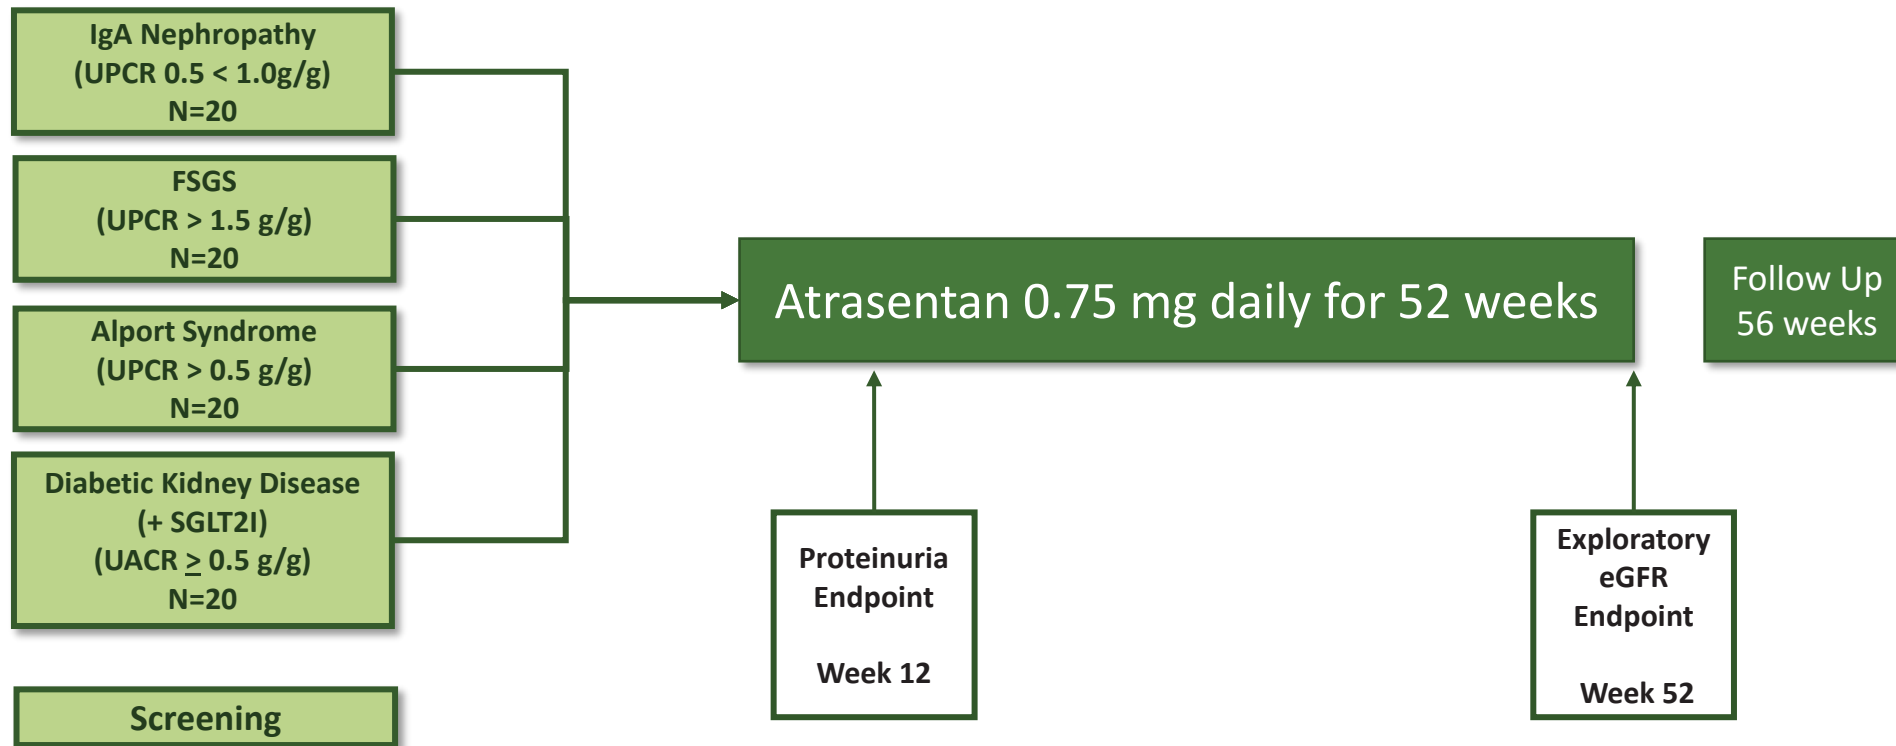 IgA Nephropathy
(UPCR 0.5 < 1.0g/g)
N=20
FSGS
(UPCR > 1.5 g/g)
N=20
Alport Syndrome
(UPCR > 0.5 g/g)
N=20
Diabetic Kidney Disease
(+ SGLT2I)
(UACR ≥ 0.5 g/g)
N=20
Screening
Atrasentan 0.75 mg daily for 52 weeks
Follow Up
56 weeks
Proteinuria
Endpoint
Week 12
Exploratory
eGFR
Endpoint
Week 52